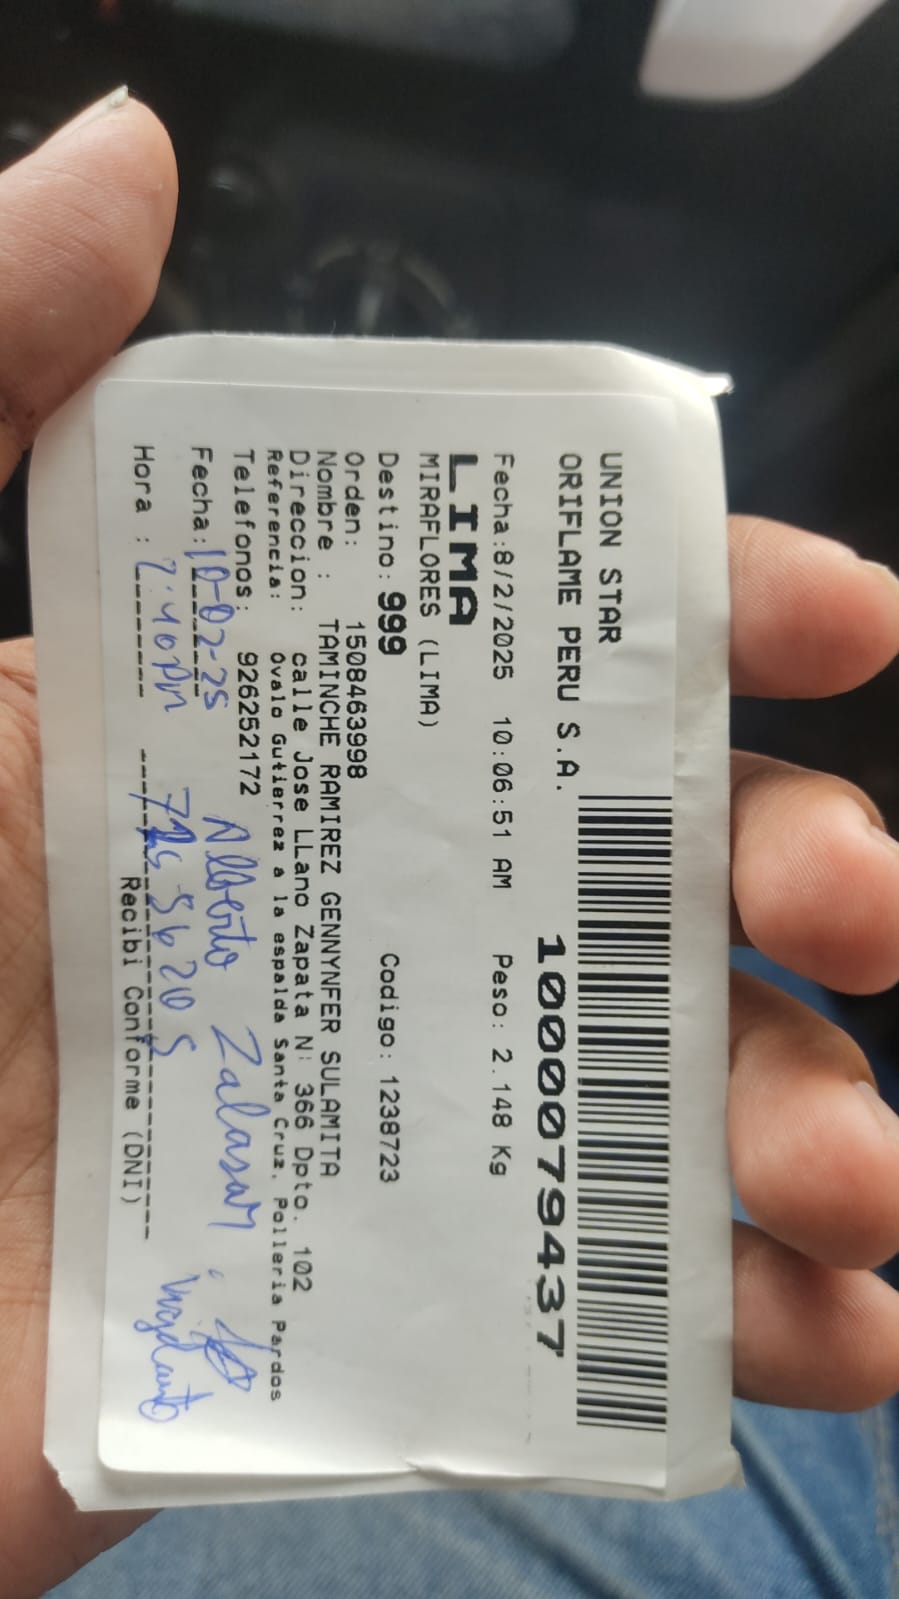 UNION STAR
ORIFLAME PERU S.A.
1000079437
Fecha:8/2/2025 10:06:51 AM Peso: 2.148 Kg
LIMA
MIRAFLORES (LIMA)
Destino: 999 Codigo: 1238723
Orden: 1508463998
Nombre : TAMINCHE RAMIREZ GENNYNFER SULAMITA
Direccion: calle Jose LLano Zapata N: 366 Dpto. 102
Referencia: Ovalo Gutierrez a la espalda Santa Cruz, Polleria Pardos
Telefonos: 926252172
Fecha: 10-02-25 Alberto Zalasar
Hora : 2:40 pm
Recibi Conforme (DNI)